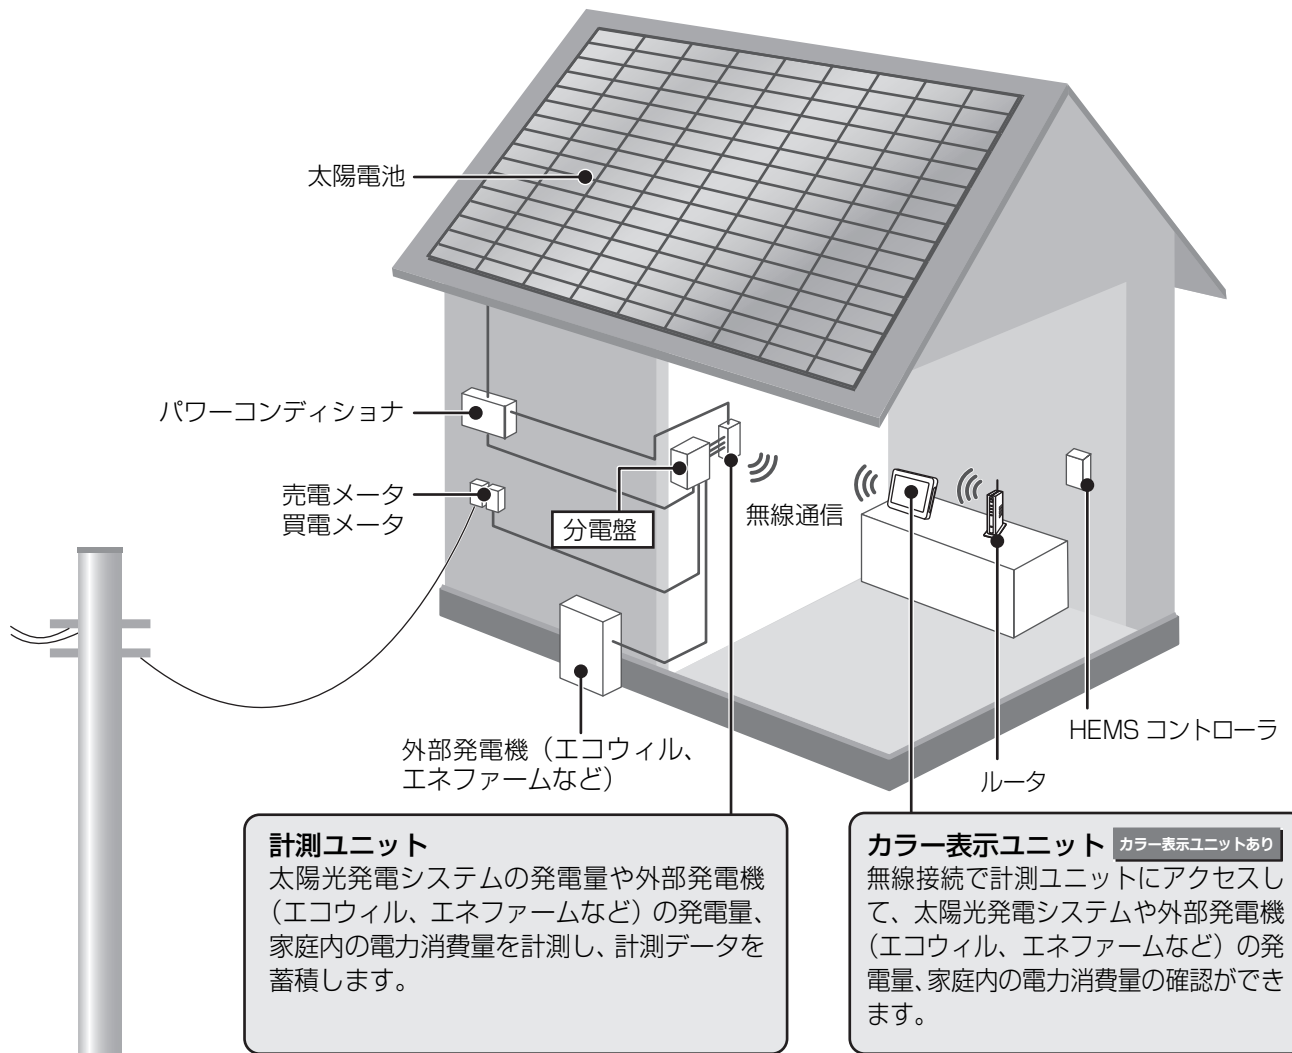 太陽電池
パワーコンディショナ
売電メータ
買電メータ
分電盤
無線通信
外部発電機（エコウィル、
エネファームなど）
HEMS コントローラ
ルータ
計測ユニット
太陽光発電システムの発電量や外部発電機
（エコウィル、エネファームなど）の発電量、
家庭内の電力消費量を計測し、計測データを
蓄積します。
カラー表示ユニット カラー表示ユニットあり
無線接続で計測ユニットにアクセスし
て、太陽光発電システムや外部発電機
（エコウィル、エネファームなど）の発
電量、家庭内の電力消費量の確認ができ
ます。